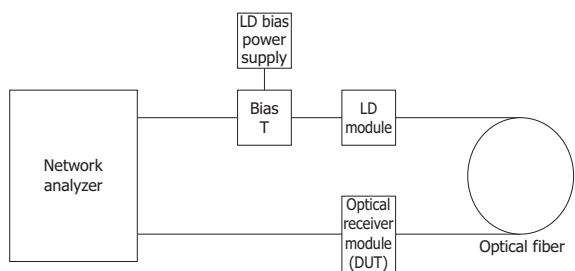 LD bias
power
supply
Bias
T
LD
module
Network
analyzer
Optical
receiver
module
(DUT)
Optical fiber